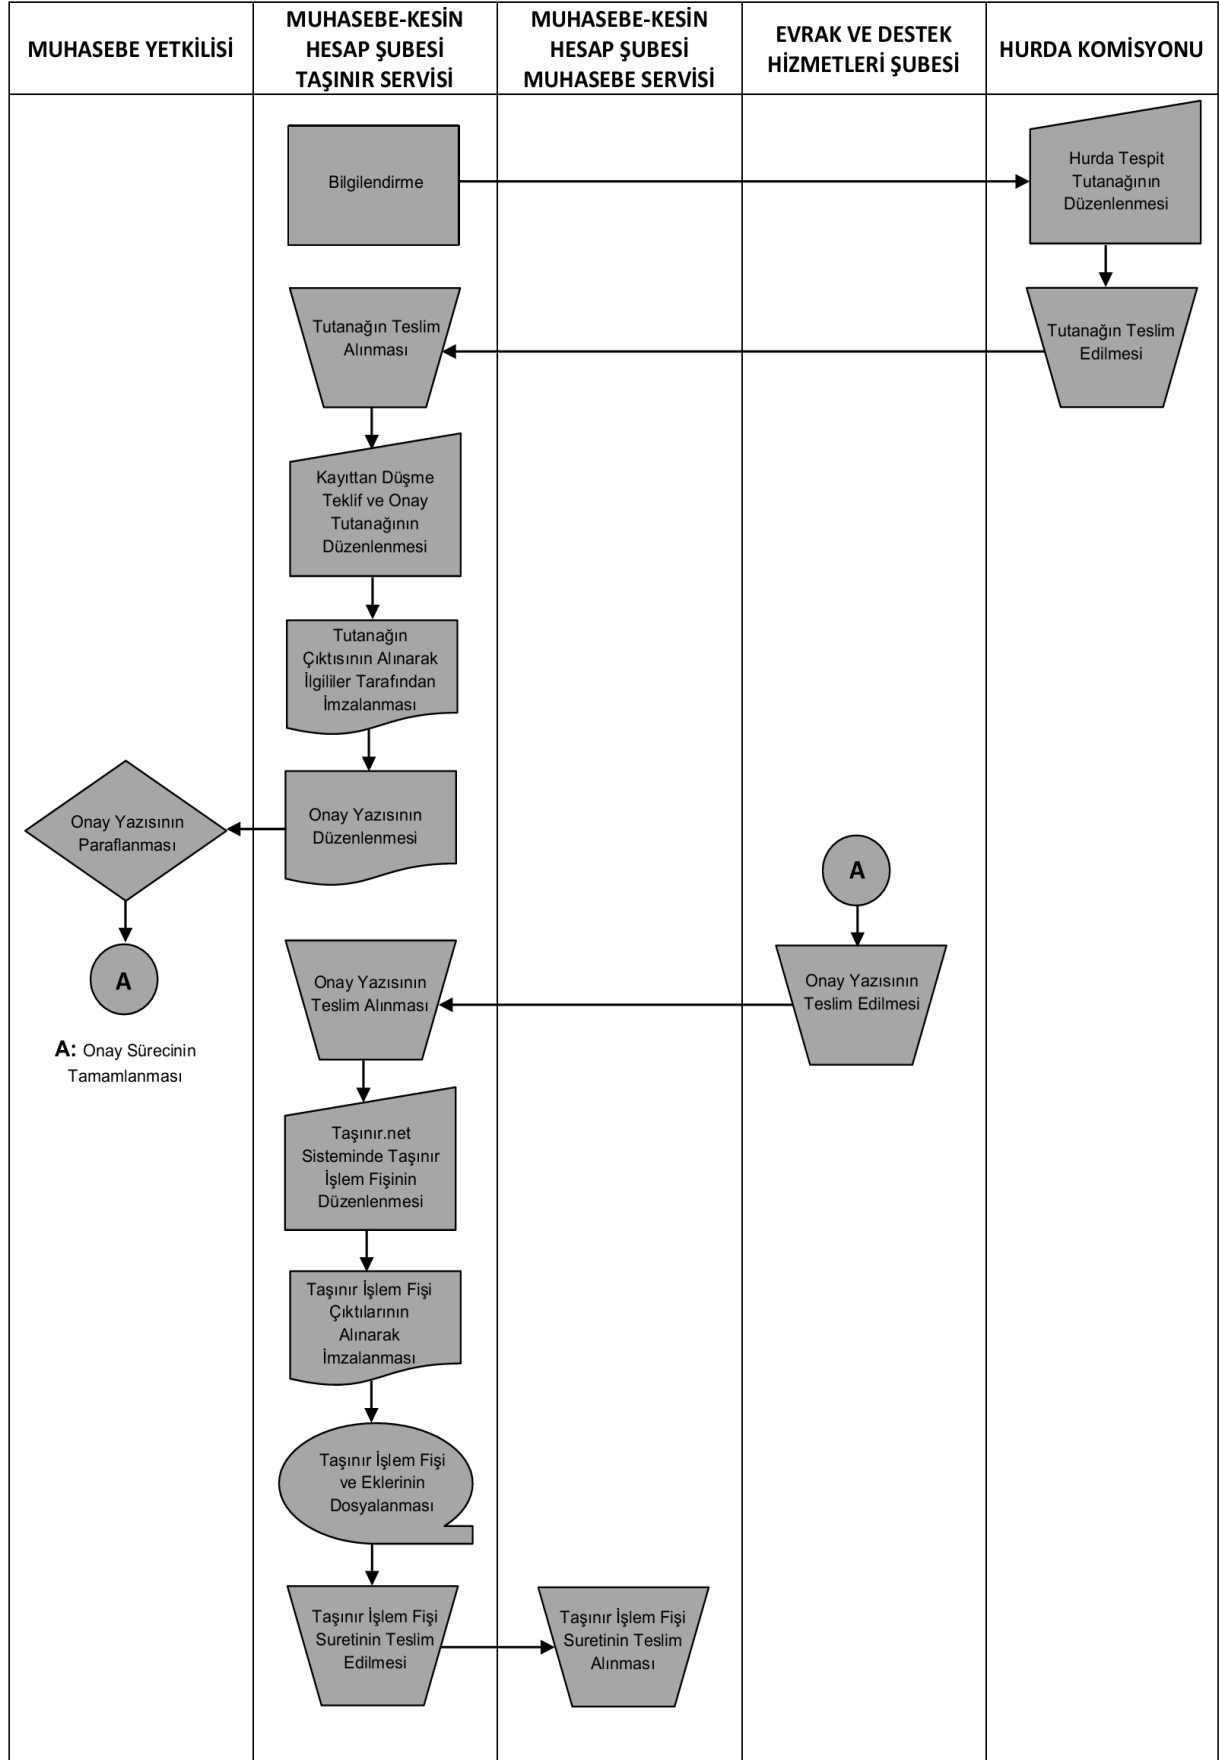 MUHASEBE YETKİLİSİ
MUHASEBE-KESİN
HESAP ŞUBESİ
TAŞINIR SERVİSİ
MUHASEBE-KESİN
HESAP ŞUBESİ
MUHASEBE SERVİSİ
EVRAK VE DESTEK
HİZMETLERİ ŞUBESİ
HURDA KOMİSYONU
Bilgilendirme
Hurda Tespit
Tutanağının
Düzenlenmesi
Tutanağın Teslim
Alınması
Tutanağın Teslim
Edilmesi
Kayıttan Düşme
Teklif ve Onay
Tutanağının
Düzenlenmesi
Tutanağın
Çıktısının Alınarak
İlgililer Tarafından
İmzalanması
Onay Yazısının
Düzenlenmesi
Onay Yazısının
Paraflanması
A
A
A: Onay Sürecinin
Tamamlanması
Onay Yazısının
Teslim Alınması
Onay Yazısının
Teslim Edilmesi
Taşınır.net
Sisteminde Taşınır
İşlem Fişinin
Düzenlenmesi
Taşınır İşlem Fişi
Çıktılarının
Alınarak
İmzalanması
Taşınır İşlem Fişi
ve Eklerinin
Dosyalanması
Taşınır İşlem Fişi
Suretinin Teslim
Edilmesi
Taşınır İşlem Fişi
Suretinin Teslim
Alınması